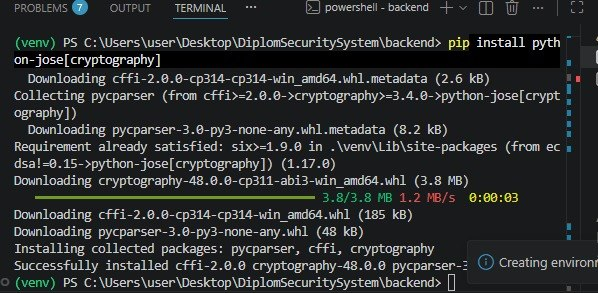 PROBLEMS 7 OUTPUT TERMINAL ... powershell - backend
(venv) PS C:\Users\user\Desktop\DiplomSecuritySystem\backend> pip install pyth
on-jose[cryptography]
Downloading cffi-2.0.0-cp314-cp314-win_amd64.whl.metadata (2.6 kB)
Collecting pycparser (from cffi>=2.0.0->cryptography>=3.4.0->python-jose[crypt
ography])
Downloading pycparser-3.0-py3-none-any.whl.metadata (8.2 kB)
Requirement already satisfied: six>=1.9.0 in .\venv\Lib\site-packages (from ec
dsa!=0.15->python-jose[cryptography]) (1.17.0)
Downloading cryptography-48.0.0-cp311-abi3-win_amd64.whl (3.8 MB)
3.8/3.8 MB 1.2 MB/s 0:00:03
Downloading cffi-2.0.0-cp314-cp314-win_amd64.whl (185 kB)
Downloading pycparser-3.0-py3-none-any.whl (48 kB)
Installing collected packages: pycparser, cffi, cryptography
Successfully installed cffi-2.0.0 cryptography-48.0.0 pycparser-3
Creating environm
(venv) PS C:\Users\user\Desktop\DiplomSecuritySystem\backend>